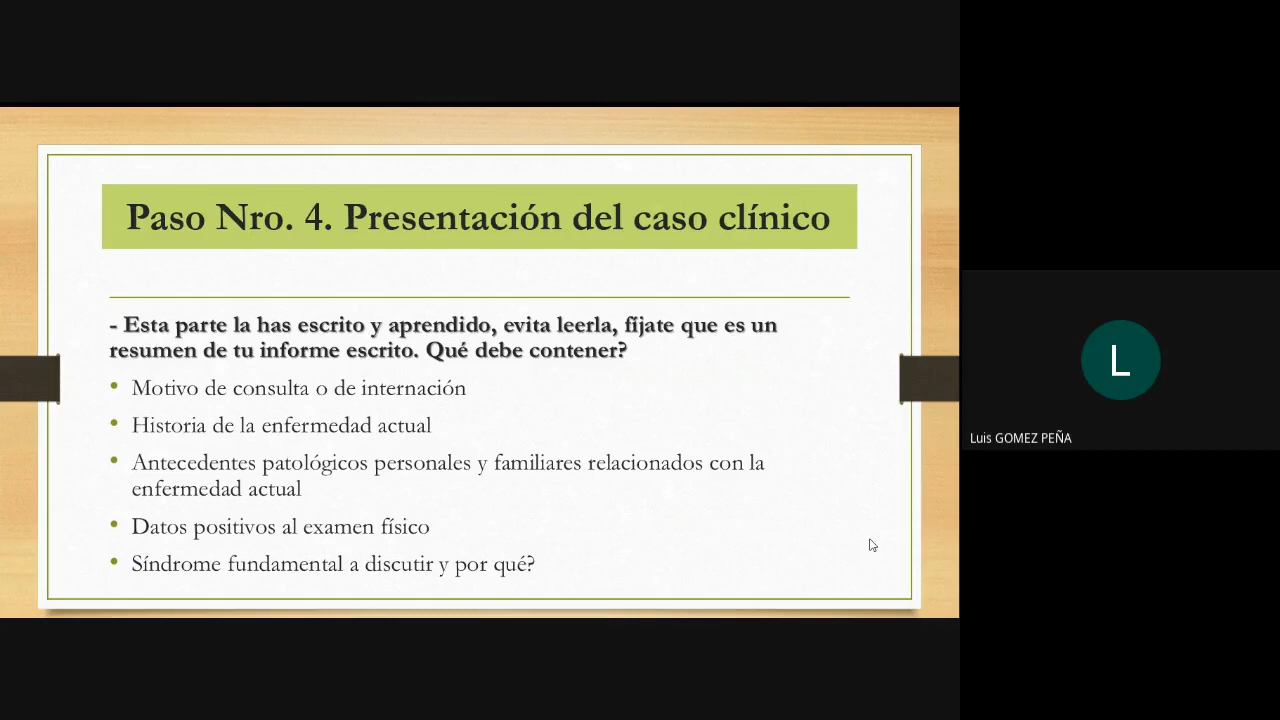 Paso Nro. 4. Presentación del caso clínico
- Esta parte la has escrito y aprendido, evita leerla, fíjate que es un
resumen de tu informe escrito. Qué debe contener?
• Motivo de consulta o de internación
• Historia de la enfermedad actual
• Antecedentes patológicos personales y familiares relacionados con la
enfermedad actual
• Datos positivos al examen físico
• Síndrome fundamental a discutir y por qué?
L
Luis GOMEZ PEÑA